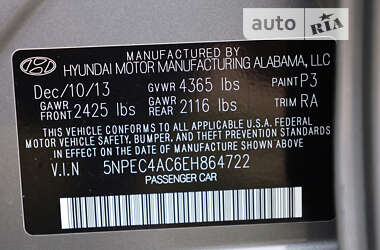 auto RIA
MANUFACTURED BY
HYUNDAI MOTOR MANUFACTURING ALABAMA, LLC
Dec/10/13 GVWR 4365 lbs PAINT P3
GAWR FRONT 2425 lbs GAWR REAR 2116 lbs TRIM RA
THIS VEHICLE CONFORMS TO ALL APPLICABLE U.S.A. FEDERAL
MOTOR VEHICLE SAFETY, BUMPER, AND THEFT PREVENTION
STANDARDS IN EFFECT ON THE DATE OF MANUFACTURE SHOWN ABOVE.
V.I.N 5NPEC4AC6EH864722
PASSENGER CAR